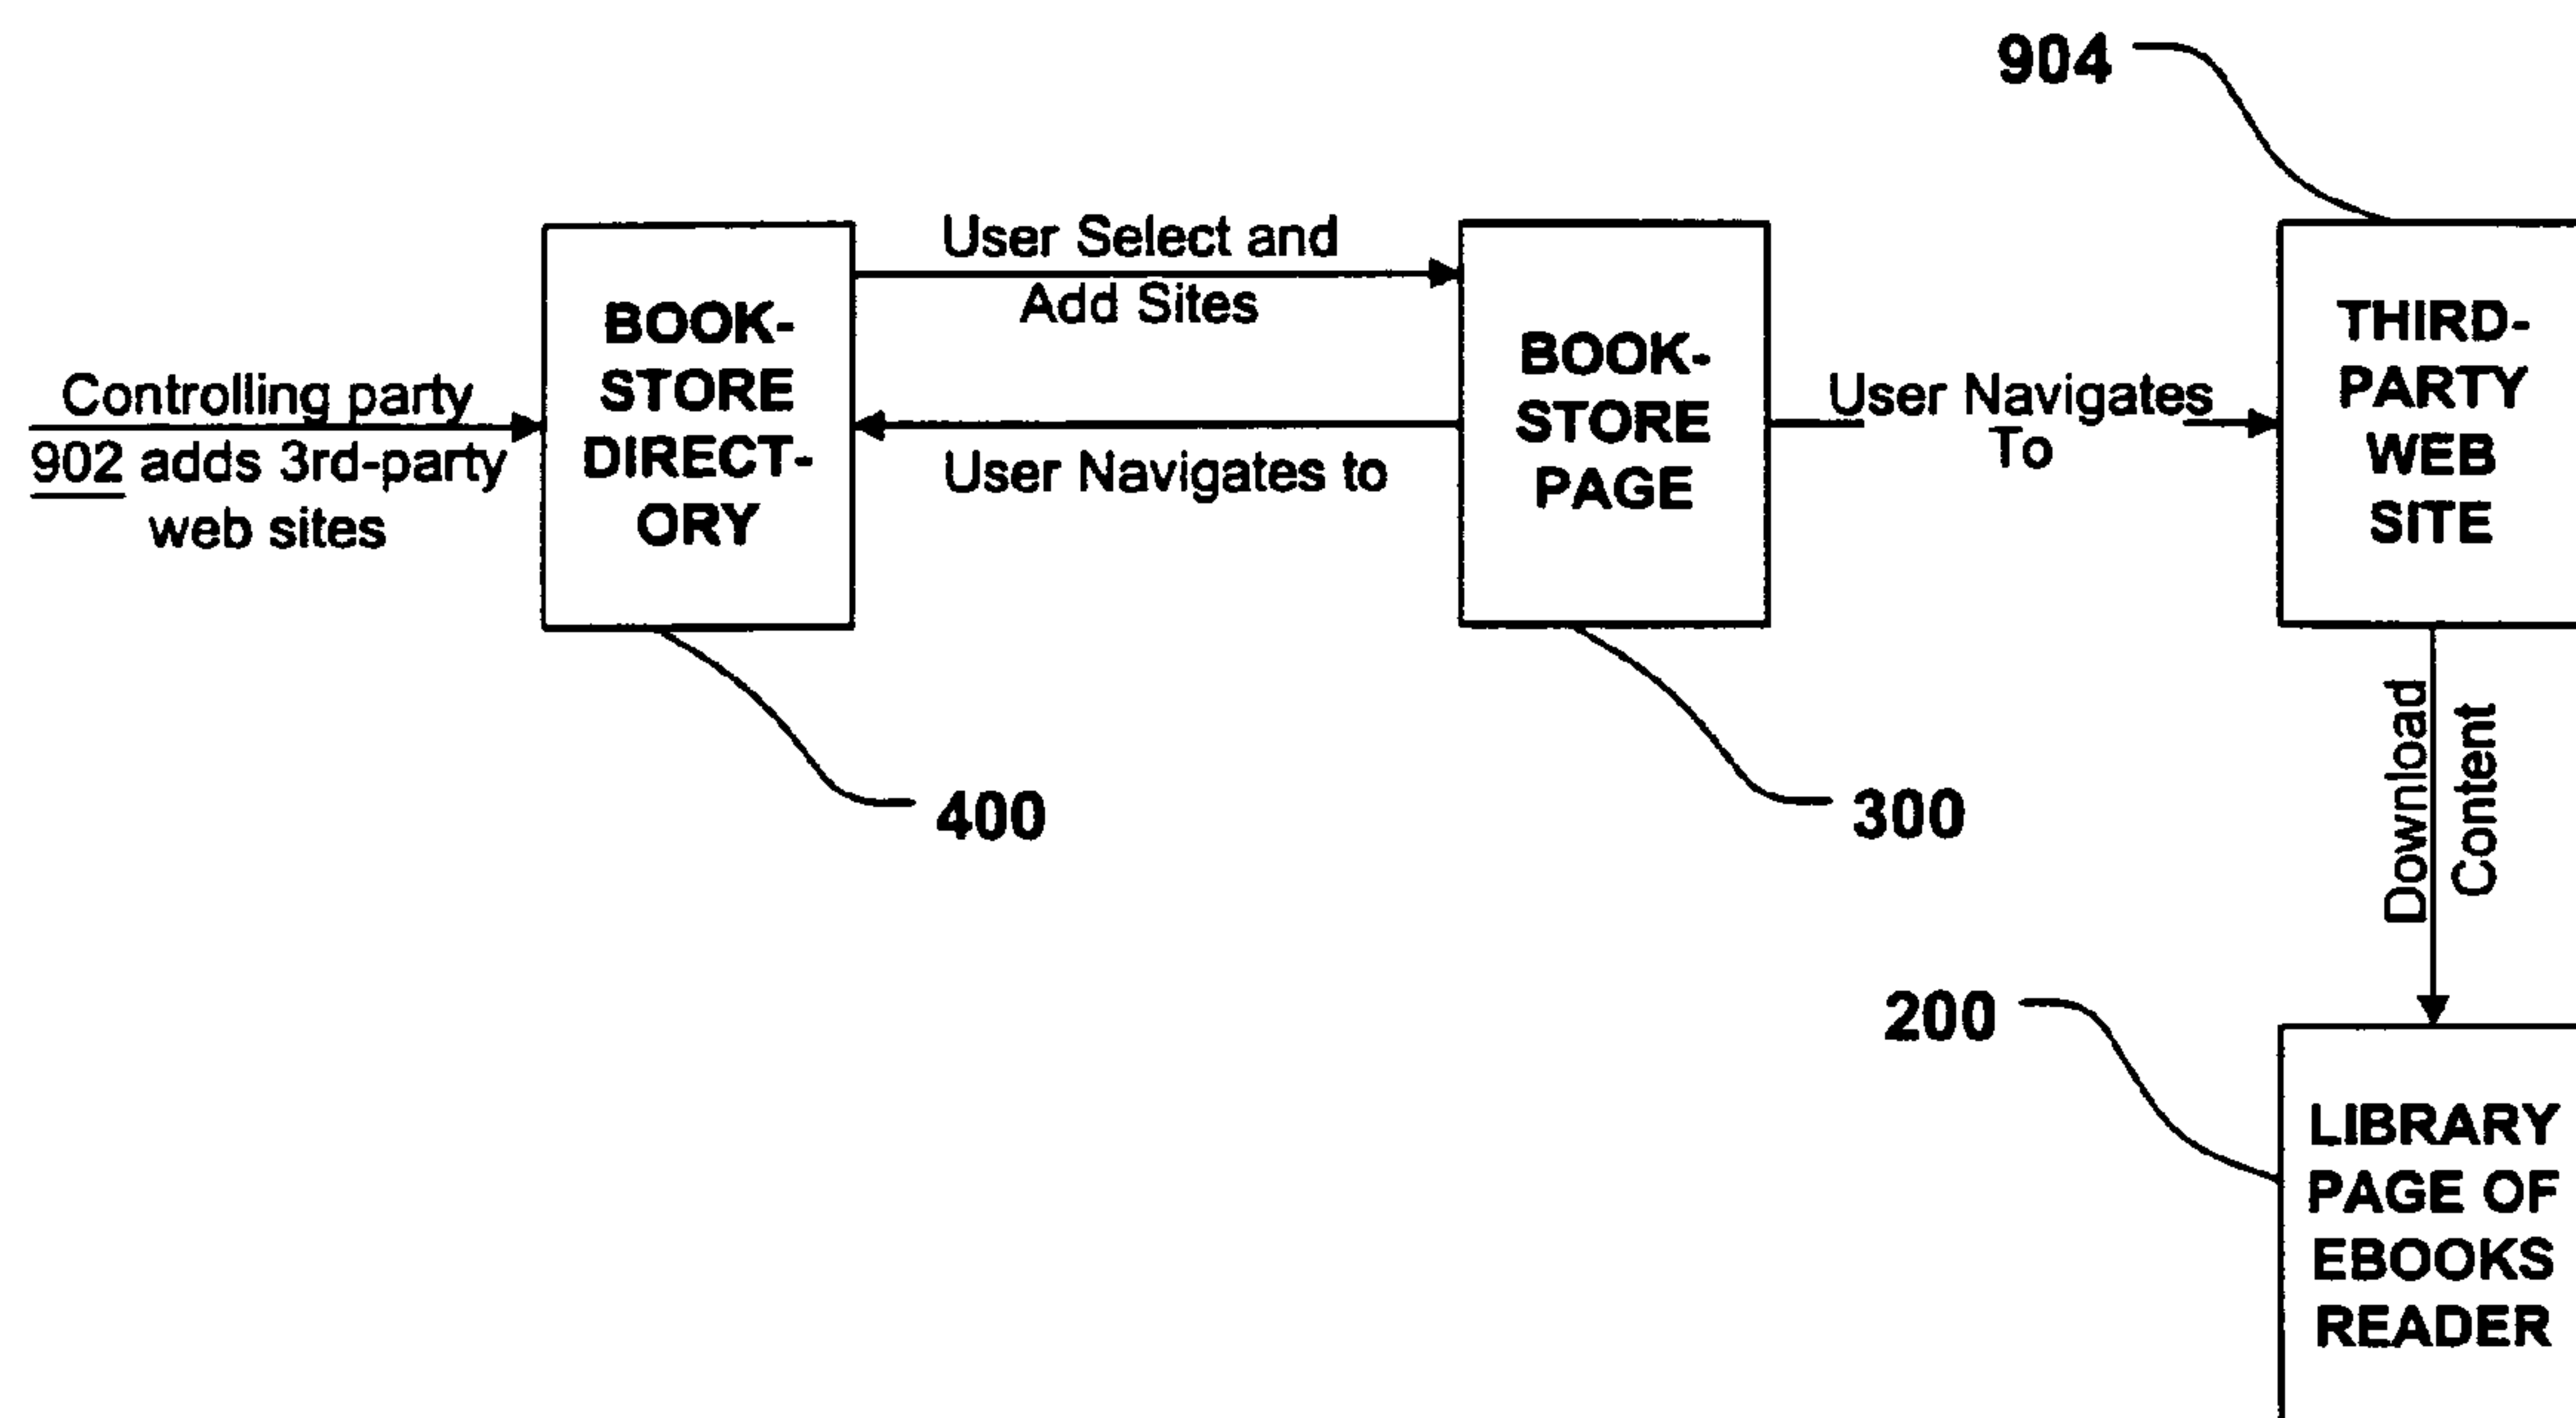 904
User Select and
Add Sites
BOOK-
STORE
DIRECT-
ORY
BOOK-
STORE
PAGE
THIRD-
PARTY
WEB
SITE
Controlling party
902 adds 3rd-party
web sites
User Navigates to
User Navigates
To
400
300
Download
Content
200
LIBRARY
PAGE OF
EBOOKS
READER